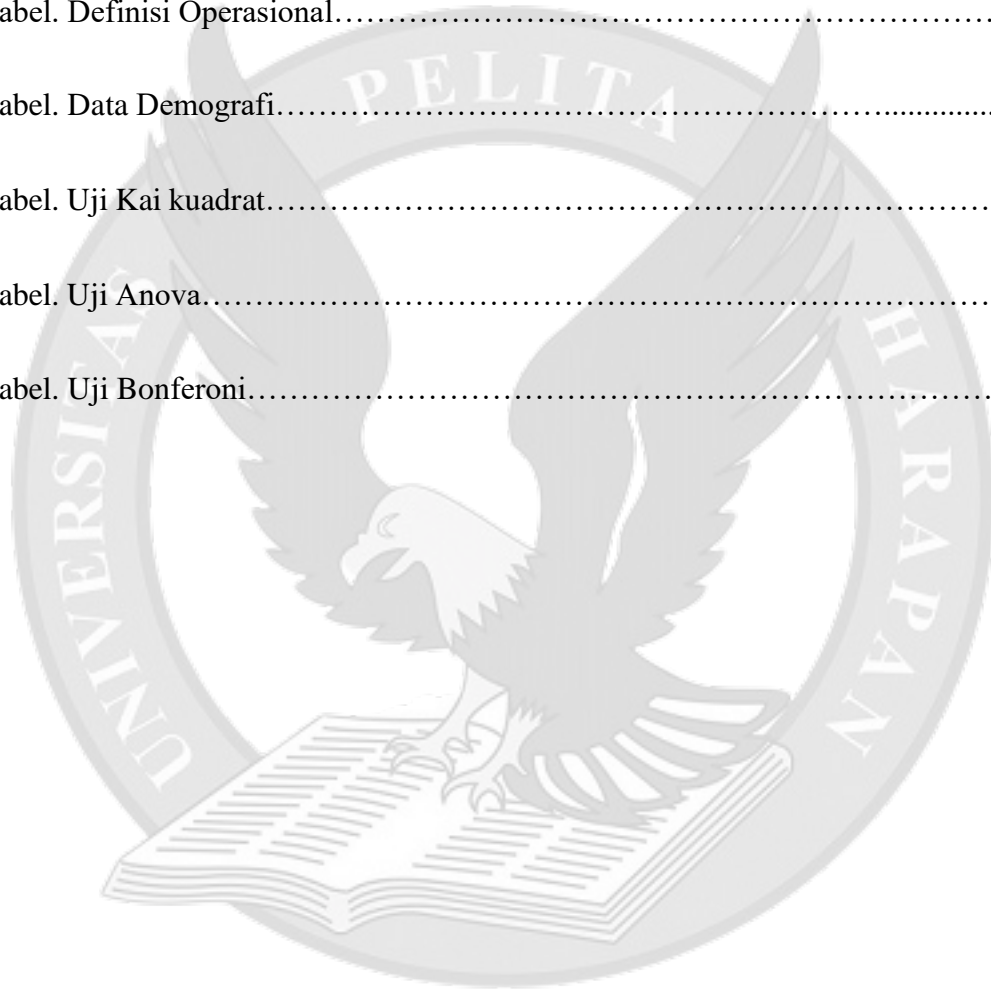 abel. Definisi Operasional……………………………………………………………………
abel. Data Demografi……………………………………………………………..............
abel. Uji Kai kuadrat…………………………………………………………………………
abel. Uji Anova………………………………………………………………………………
abel. Uji Bonferoni……………………………………………………………………………
UNIVERSITAS PELITA HARAPAN